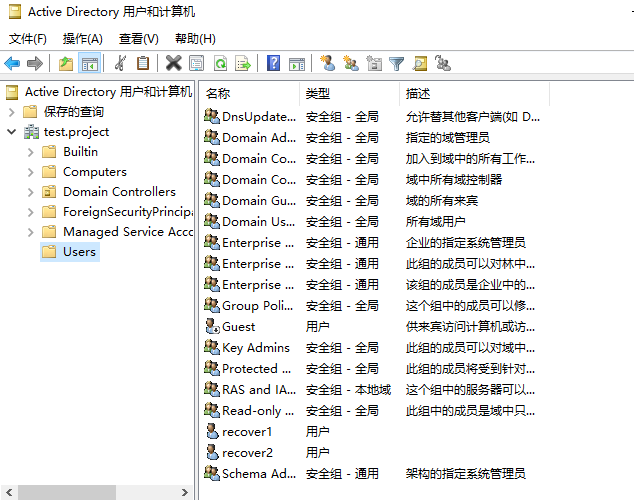 Active Directory 用户和计算机
文件(F) 操作(A) 查看(V) 帮助(H)
Active Directory 用户和计算机
保存的查询
test.project
Builtin
Computers
Domain Controllers
ForeignSecurityPrincipa
Managed Service Acco
Users
名称 类型 描述
DnsUpdate... 安全组 - 全局 允许替其他客户端(如 D...
Domain Ad... 安全组 - 全局 指定的域管理员
Domain Co... 安全组 - 全局 加入到域中的所有工作...
Domain Co... 安全组 - 全局 域中所有域控制器
Domain Gu... 安全组 - 全局 域的所有来宾
Domain Us... 安全组 - 全局 所有域用户
Enterprise ... 安全组 - 通用 企业的指定系统管理员
Enterprise ... 安全组 - 通用 此组的成员可以对林中...
Enterprise ... 安全组 - 通用 该组的成员是企业中的...
Group Poli... 安全组 - 全局 这个组中的成员可以修...
Guest 用户 供来宾访问计算机或访...
Key Admins 安全组 - 全局 此组的成员可以对域中...
Protected ... 安全组 - 全局 此组的成员将受到针对...
RAS and IA... 安全组 - 本地域 这个组中的服务器可以...
Read-only ... 安全组 - 全局 此组中的成员是域中只...
recover1 用户
recover2 用户
Schema Ad... 安全组 - 通用 架构的指定系统管理员